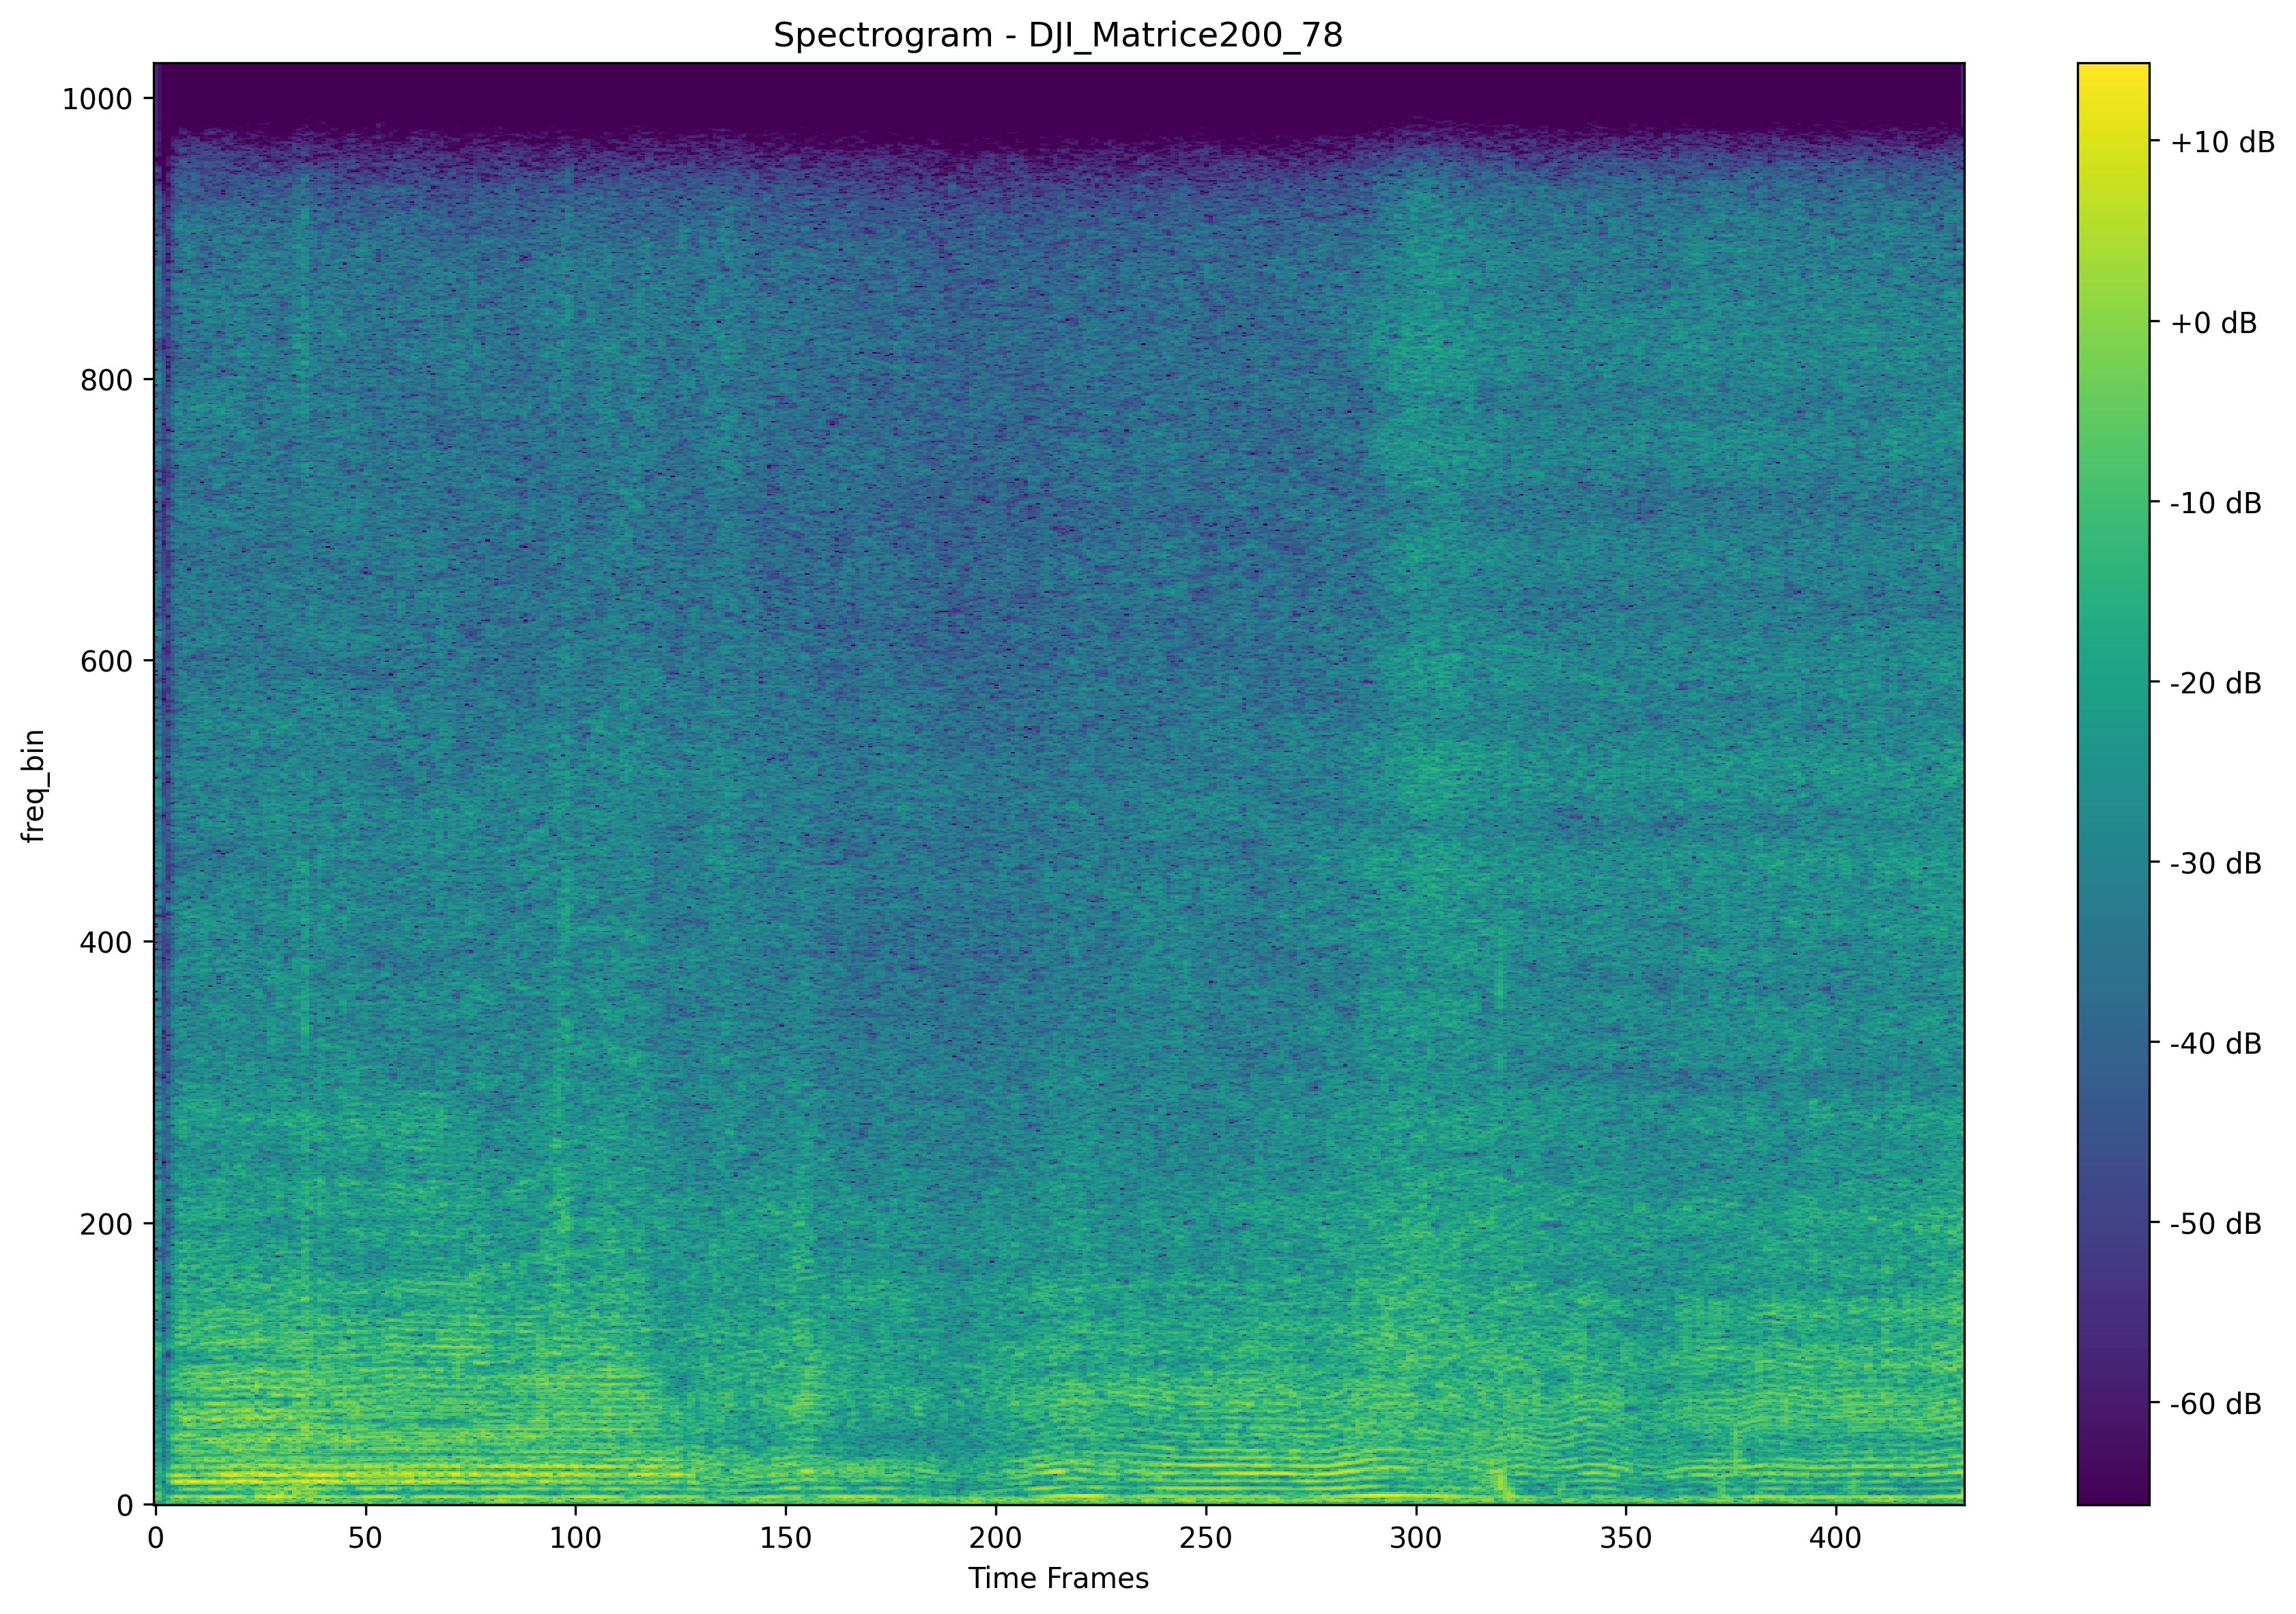 Spectrogram - DJI_Matrice200_78
freq_bin
1000
800
600
400
200
0
0 50 100 150 200 250 300 350 400
Time Frames
+10 dB
+0 dB
-10 dB
-20 dB
-30 dB
-40 dB
-50 dB
-60 dB